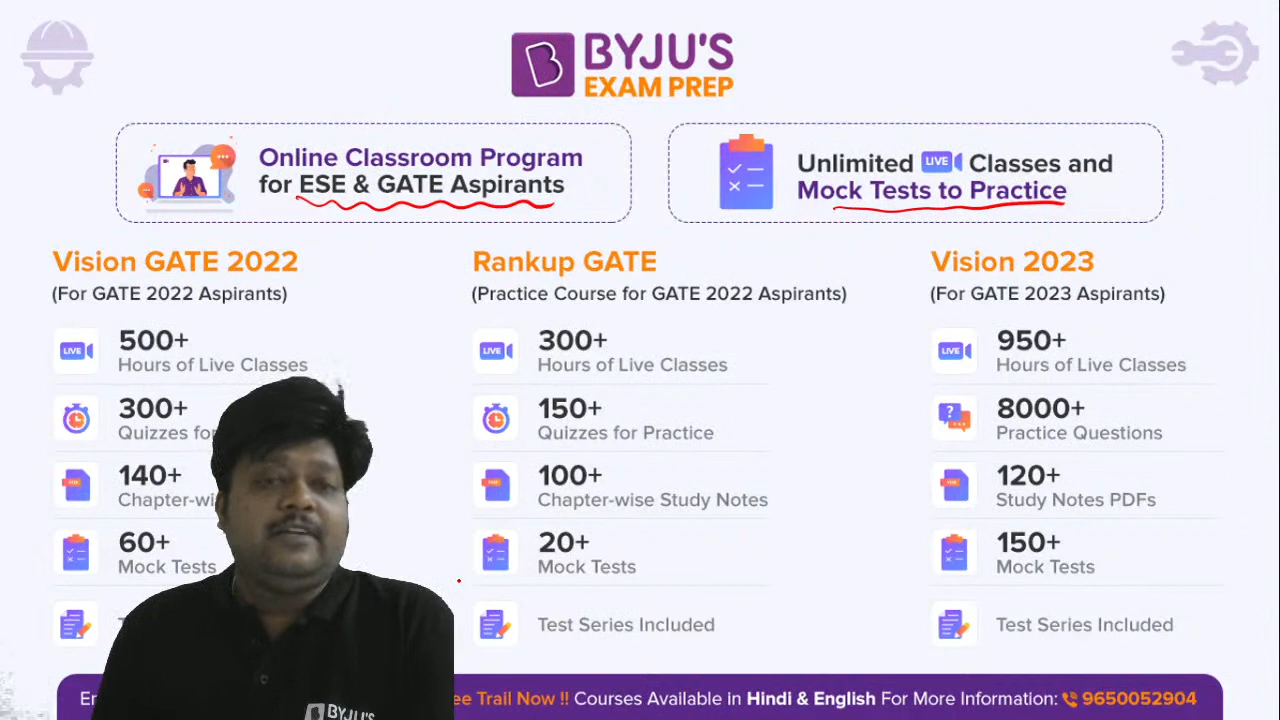 BYJU'S
EXAM PREP
Online Classroom Program
for ESE & GATE Aspirants
Unlimited LIVE Classes and
Mock Tests to Practice
Vision GATE 2022
(For GATE 2022 Aspirants)
LIVE
500+
Hours of Live Classes
300+
Quizzes for
140+
60+
Mock Tests
Rankup GATE
(Practice Course for GATE 2022 Aspirants)
LIVE
300+
Hours of Live Classes
150+
Quizzes for Practice
100+
Chapter-wise Study Notes
20+
Mock Tests
Test Series Included
Vision 2023
(For GATE 2023 Aspirants)
LIVE
950+
Hours of Live Classes
8000+
Practice Questions
120+
Study Notes PDFs
150+
Mock Tests
Test Series Included
Trail Now !! Courses Available in Hindi & English For More Information: 9650052904
BYJU'S